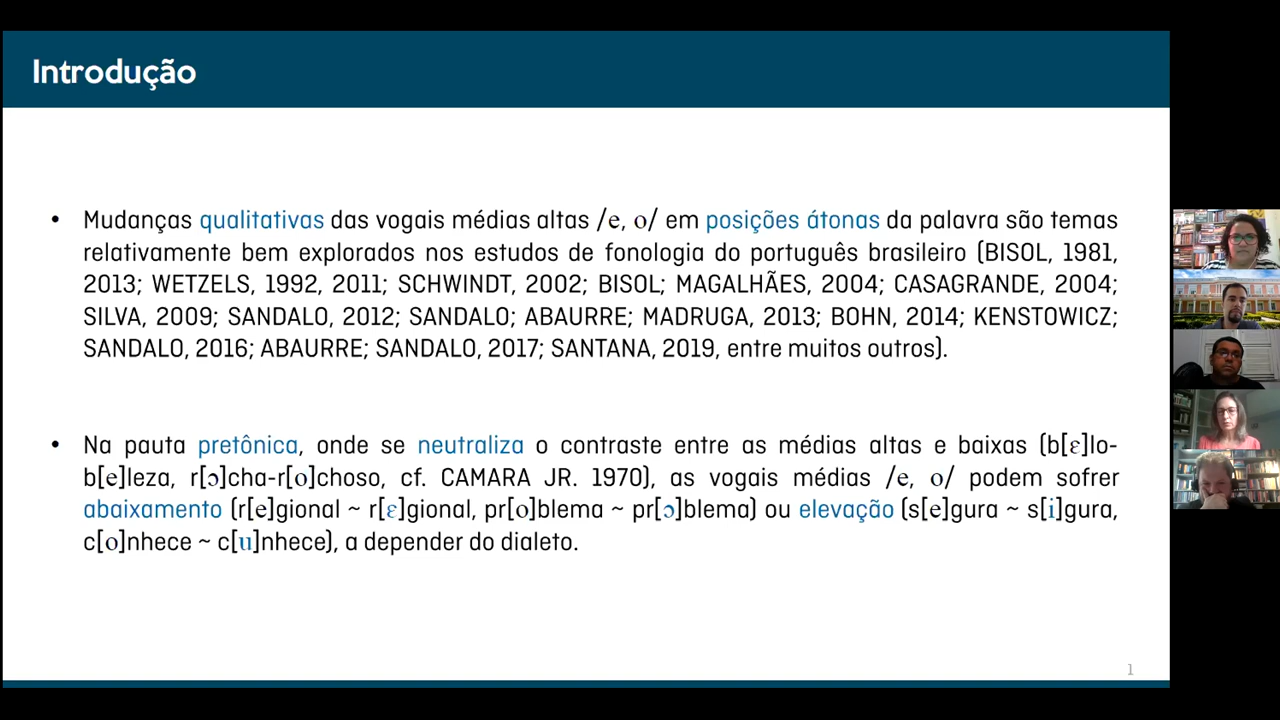 Introdução
• Mudanças qualitativas das vogais médias altas /e, o/ em posições átonas da palavra são temas
relativamente bem explorados nos estudos de fonologia do português brasileiro (BISOL, 1981,
2013; WETZELS, 1992, 2011; SCHWINDT, 2002; BISOL; MAGALHÃES, 2004; CASAGRANDE, 2004;
SILVA, 2009; SANDALO, 2012; SANDALO; ABAURRE; MADRUGA, 2013; BOHN, 2014; KENSTOWICZ;
SANDALO, 2016; ABAURRE; SANDALO, 2017; SANTANA, 2019, entre muitos outros).
• Na pauta pretônica, onde se neutraliza o contraste entre as médias altas e baixas (b[ɛ]lo-
b[e]leza, r[ɔ]cha-r[o]choso, cf. CAMARA JR. 1970), as vogais médias /e, o/ podem sofrer
abaixamento (r[e]gional ~ r[ɛ]gional, pr[o]blema ~ pr[ɔ]blema) ou elevação (s[e]gura ~ s[i]gura,
c[o]nhece ~ c[u]nhece), a depender do dialeto.
1